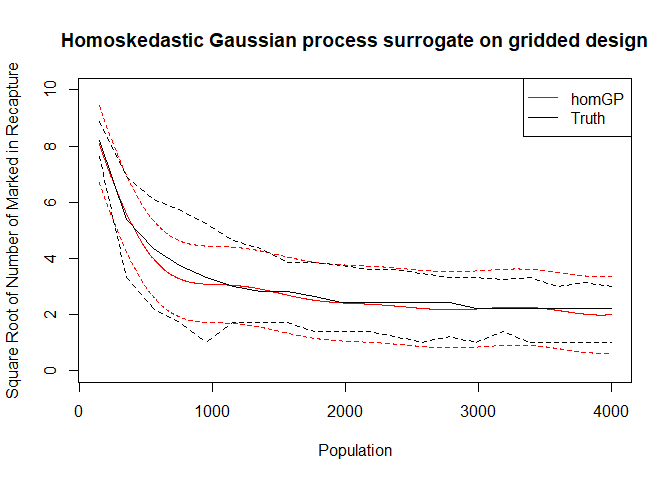 Homoskedastic Gaussian process surrogate on gridded design
Square Root of Number of Marked in Recapture
10
8
6
4
2
0
homGP
Truth
0 1000 2000 3000 4000
Population